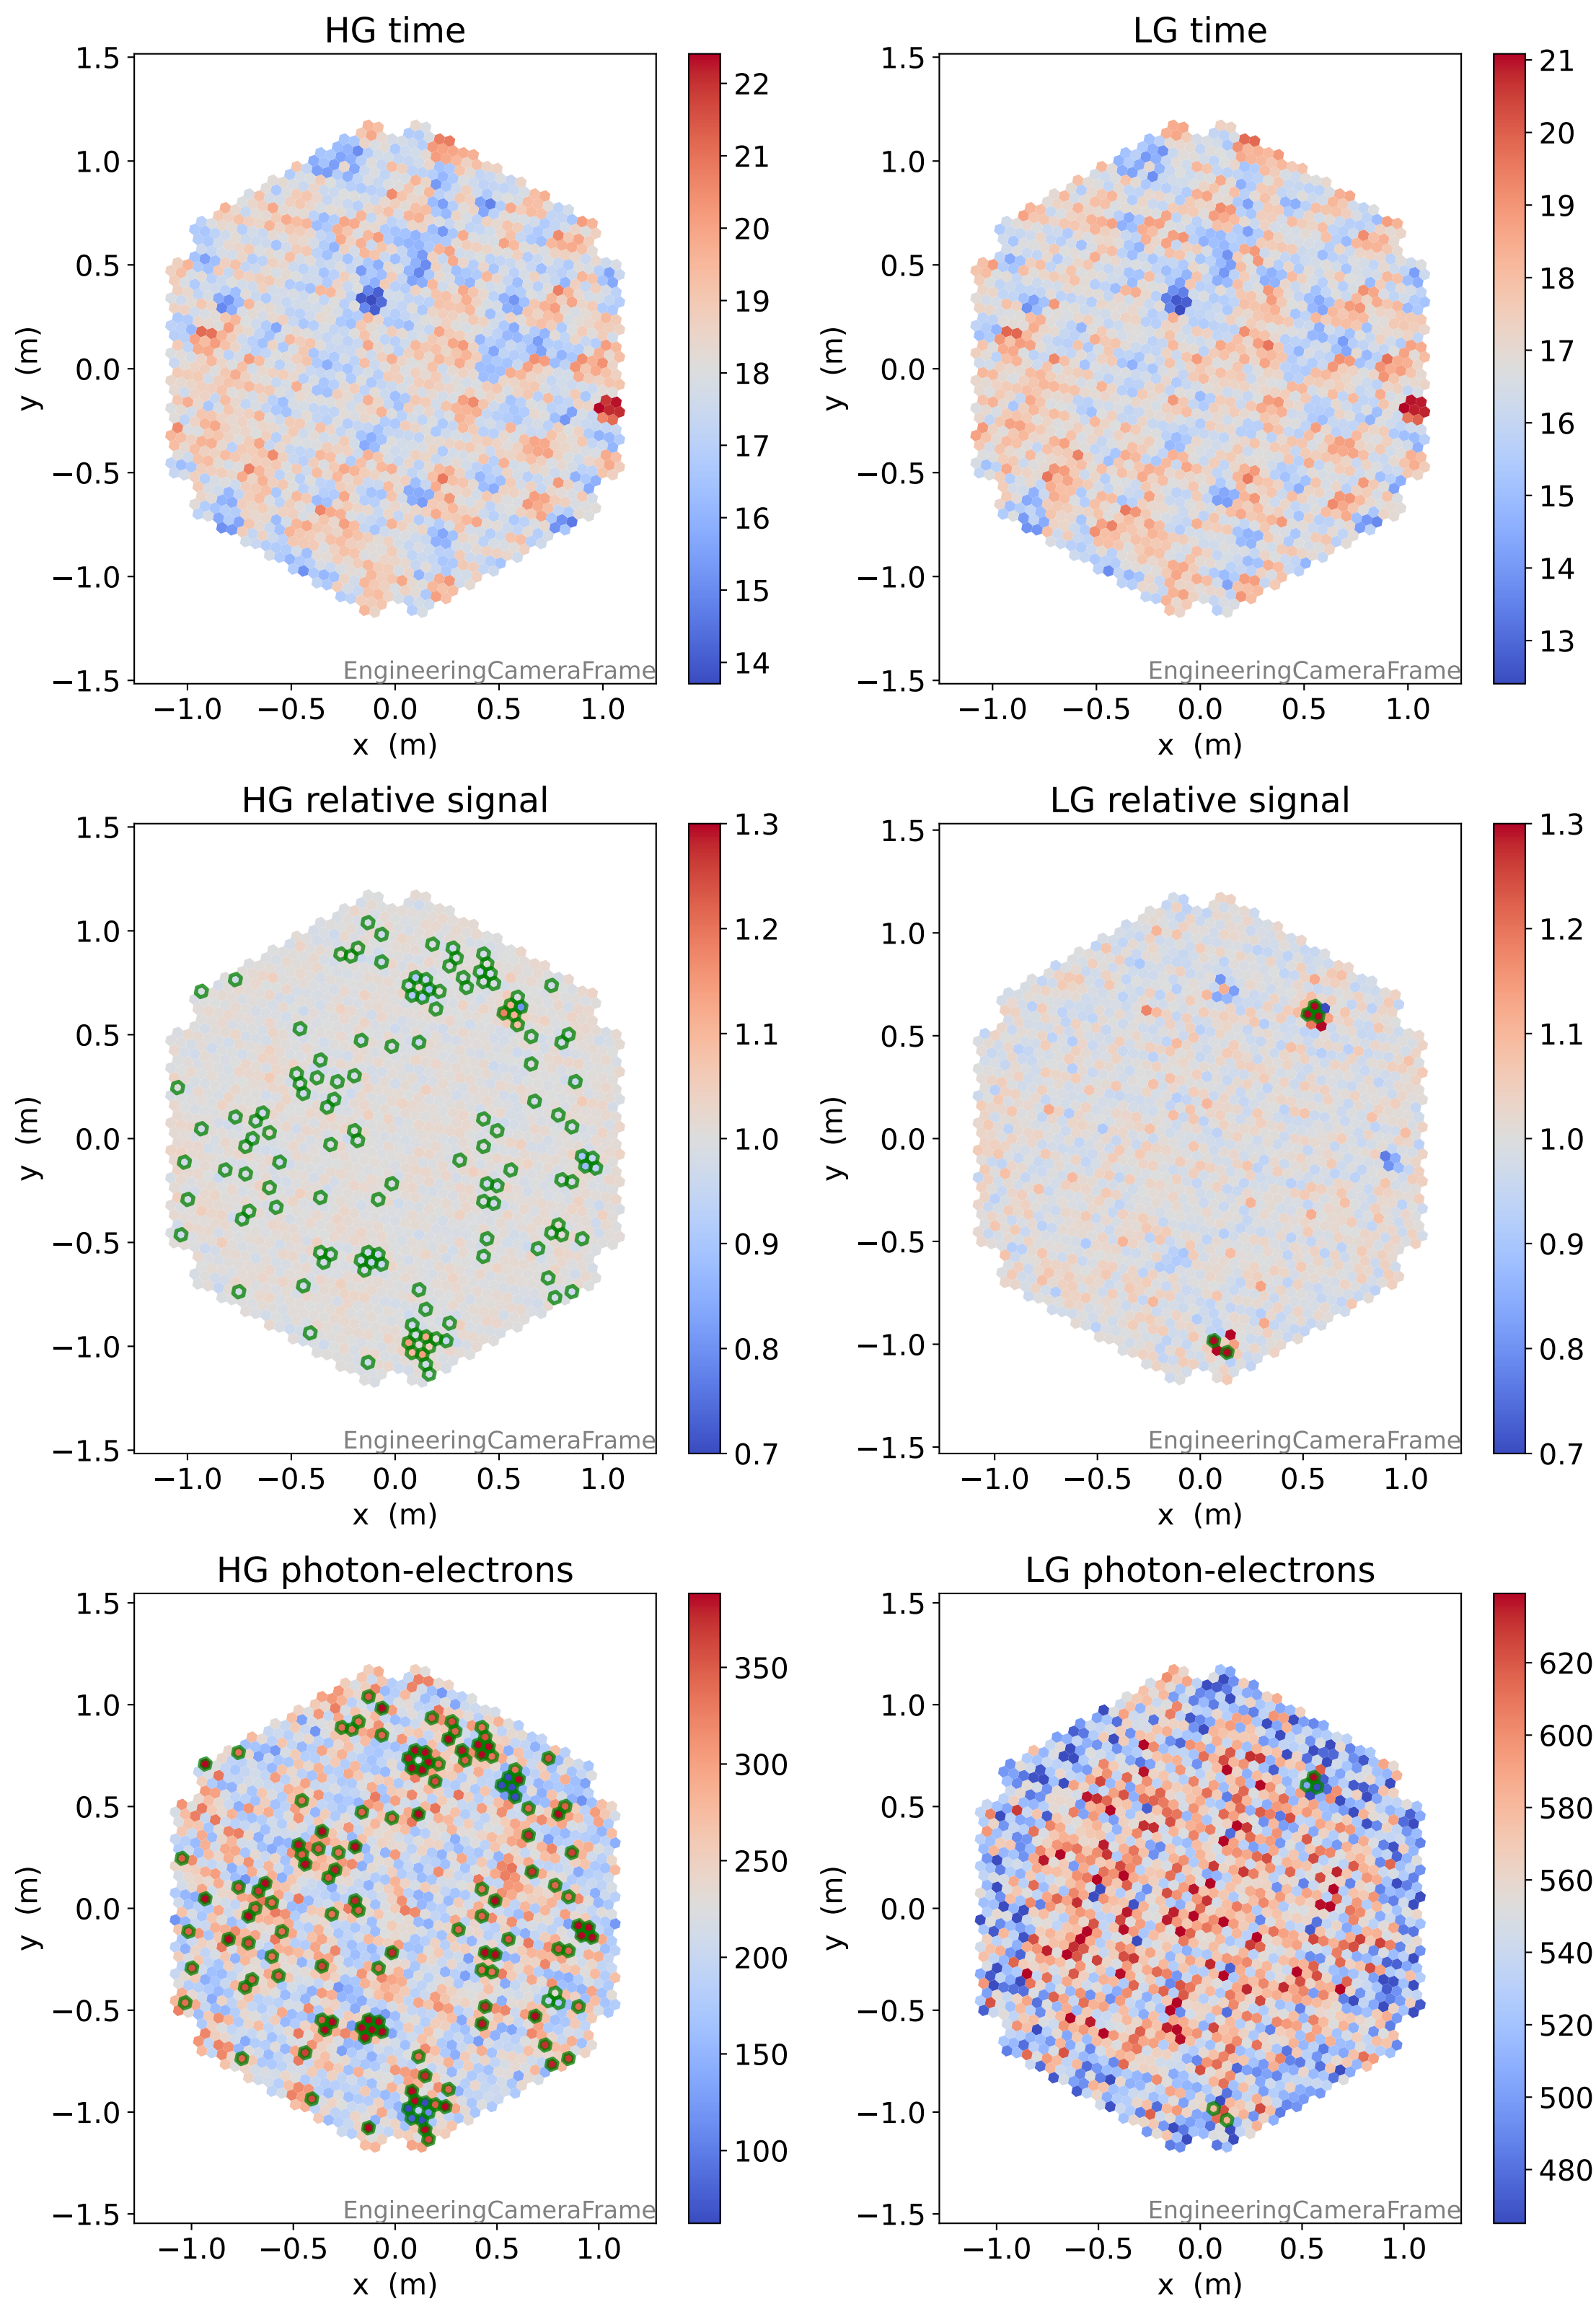 HG time
LG time
1.5
1.0
0.5
0.0
−0.5
−1.0
−1.5
y (m)
−1.0 −0.5 0.0 0.5 1.0
x (m)
EngineeringCameraFrame
22
21
20
19
18
17
16
15
14
1.5
1.0
0.5
0.0
−0.5
−1.0
−1.5
y (m)
−1.0 −0.5 0.0 0.5 1.0
x (m)
EngineeringCameraFrame
21
20
19
18
17
16
15
14
13
HG relative signal
LG relative signal
1.5
1.0
0.5
0.0
−0.5
−1.0
−1.5
y (m)
−1.0 −0.5 0.0 0.5 1.0
x (m)
EngineeringCameraFrame
1.3
1.2
1.1
1.0
0.9
0.8
0.7
1.5
1.0
0.5
0.0
−0.5
−1.0
−1.5
y (m)
−1.0 −0.5 0.0 0.5 1.0
x (m)
EngineeringCameraFrame
1.3
1.2
1.1
1.0
0.9
0.8
0.7
HG photon-electrons
LG photon-electrons
1.5
1.0
0.5
0.0
−0.5
−1.0
−1.5
y (m)
−1.0 −0.5 0.0 0.5 1.0
x (m)
EngineeringCameraFrame
350
300
250
200
150
100
1.5
1.0
0.5
0.0
−0.5
−1.0
−1.5
y (m)
−1.0 −0.5 0.0 0.5 1.0
x (m)
EngineeringCameraFrame
620
600
580
560
540
520
500
480